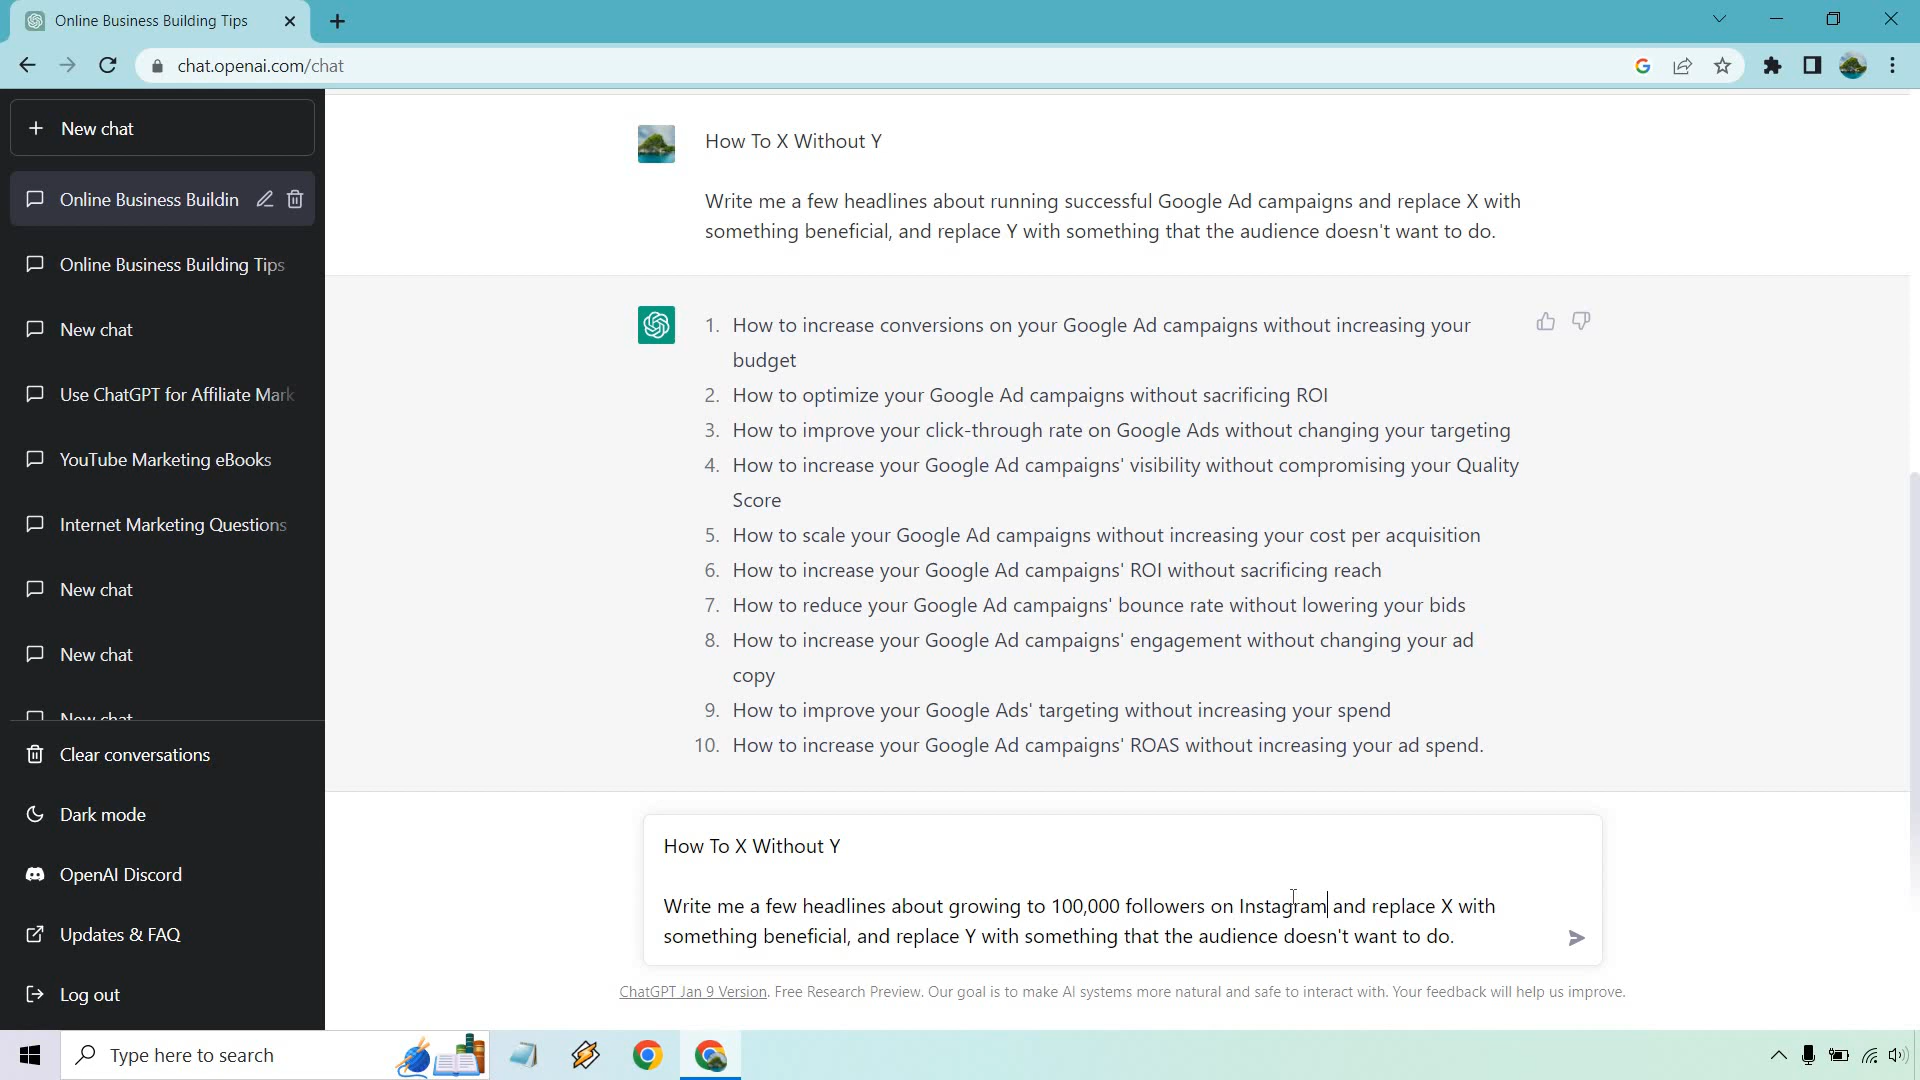 Online Business Building Tips
chat.openai.com/chat
New chat
Online Business Buildin
Online Business Building Tips
New chat
Use ChatGPT for Affiliate Mark
YouTube Marketing eBooks
Internet Marketing Questions
New chat
New chat
New chat
Clear conversations
Dark mode
OpenAI Discord
Updates & FAQ
Log out
How To X Without Y
Write me a few headlines about running successful Google Ad campaigns and replace X with
something beneficial, and replace Y with something that the audience doesn't want to do.
1. How to increase conversions on your Google Ad campaigns without increasing your
budget
2. How to optimize your Google Ad campaigns without sacrificing ROI
3. How to improve your click-through rate on Google Ads without changing your targeting
4. How to increase your Google Ad campaigns' visibility without compromising your Quality
Score
5. How to scale your Google Ad campaigns without increasing your cost per acquisition
6. How to increase your Google Ad campaigns' ROI without sacrificing reach
7. How to reduce your Google Ad campaigns' bounce rate without lowering your bids
8. How to increase your Google Ad campaigns' engagement without changing your ad
copy
9. How to improve your Google Ads' targeting without increasing your spend
10. How to increase your Google Ad campaigns' ROAS without increasing your ad spend.
How To X Without Y
Write me a few headlines about growing to 100,000 followers on Instagram and replace X with
something beneficial, and replace Y with something that the audience doesn't want to do.
ChatGPT Jan 9 Version. Free Research Preview. Our goal is to make AI systems more natural and safe to interact with. Your feedback will help us improve.
Type here to search